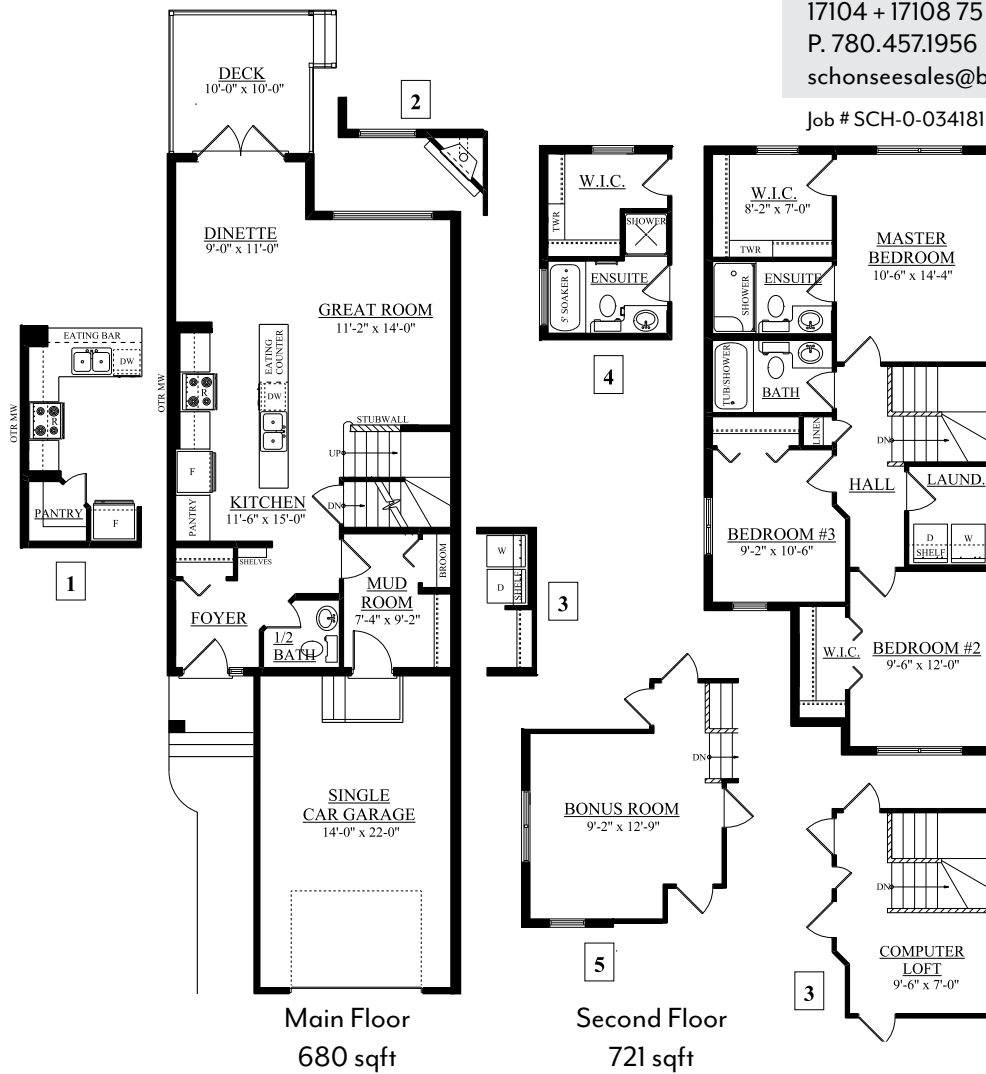 17104 + 17108 75
P. 780.457.1956
schonseesales@b
Job # SCH-0-034181
DECK
10'-0" x 10'-0"
2
DINETTE
9'-0" x 11'-0"
GREAT ROOM
11'-2" x 14'-0"
EATING COUNTER
DW
OTR MW
R
F
PANTRY
KITCHEN
11'-6" x 15'-0"
STUBWALL
UP
DN
SHELVES
FOYER
1/2
BATH
MUD
ROOM
7'-4" x 9'-2"
BROOM
SINGLE
CAR GARAGE
14'-0" x 22'-0"
Main Floor
680 sqft
EATING BAR
DW
OTR MW
R
PANTRY
F
1
W
D
SHELF
3
W.I.C.
TWR
SHOWER
ENSUITE
5' SOAKER
4
W.I.C.
8'-2" x 7'-0"
TWR
MASTER
BEDROOM
10'-6" x 14'-4"
SHOWER
ENSUITE
TUB/SHOWER
BATH
LINEN
DN
HALL
LAUND.
D
W
SHELF
BEDROOM #3
9'-2" x 10'-6"
W.I.C.
BEDROOM #2
9'-6" x 12'-0"
BONUS ROOM
9'-2" x 12'-9"
DN
5
DN
COMPUTER
LOFT
9'-6" x 7'-0"
3
Second Floor
721 sqft